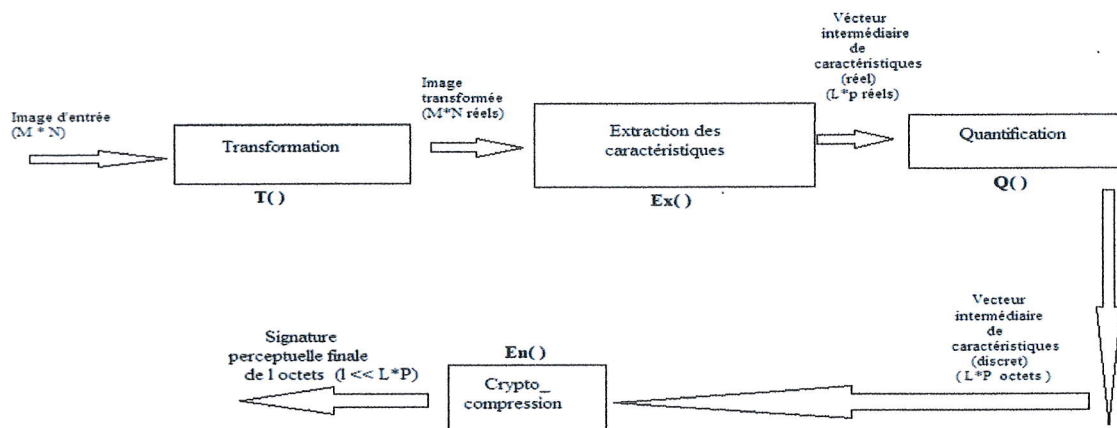 Image d'entrée
(M * N)
Transformation
T( )
Image
transformée
(M*N réels)
Extraction des
caractéristiques
Ex( )
Vécteur
intermédiaire
de
caractéristiques
(réel)
(L*p réels)
Quantification
Q( )
Vecteur
intermédiaire
de
caractéristiques
(discret)
( L*P octets )
En( )
Crypto_
compression
Signature
perceptuelle finale
de l octets (l << L*P)